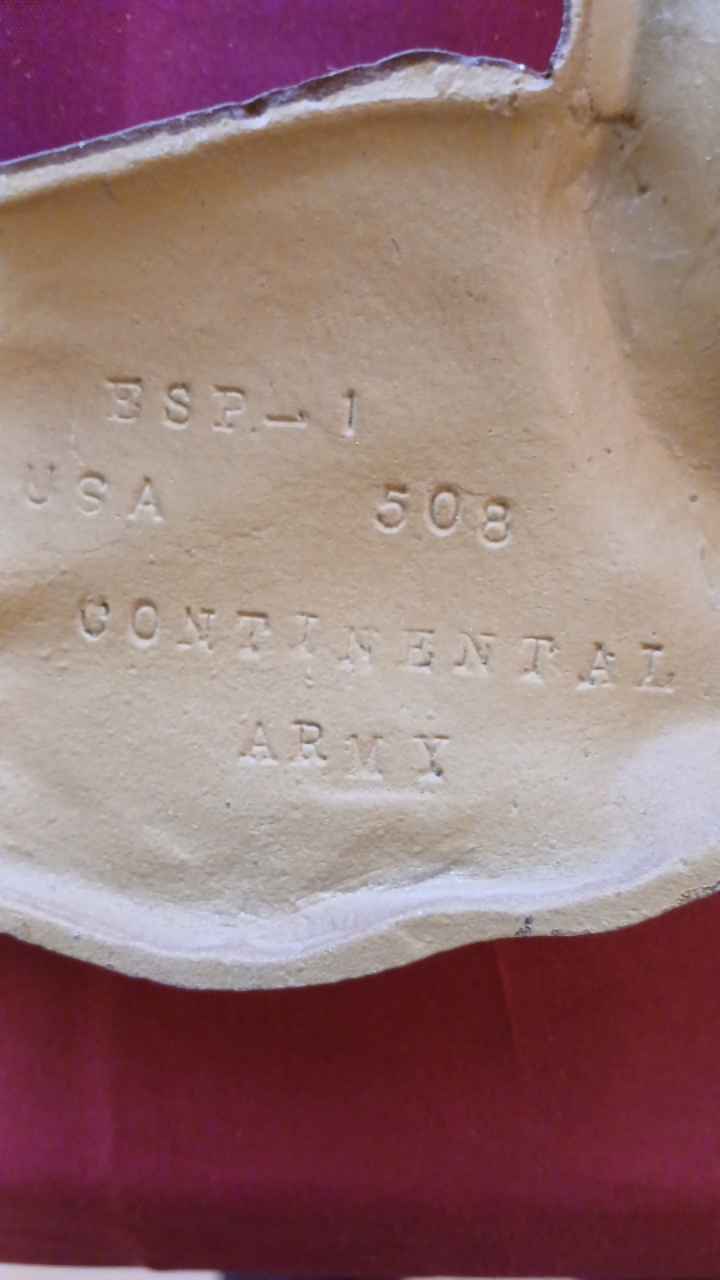 ESP-1
USA 508
CONTINENTAL
ARMY